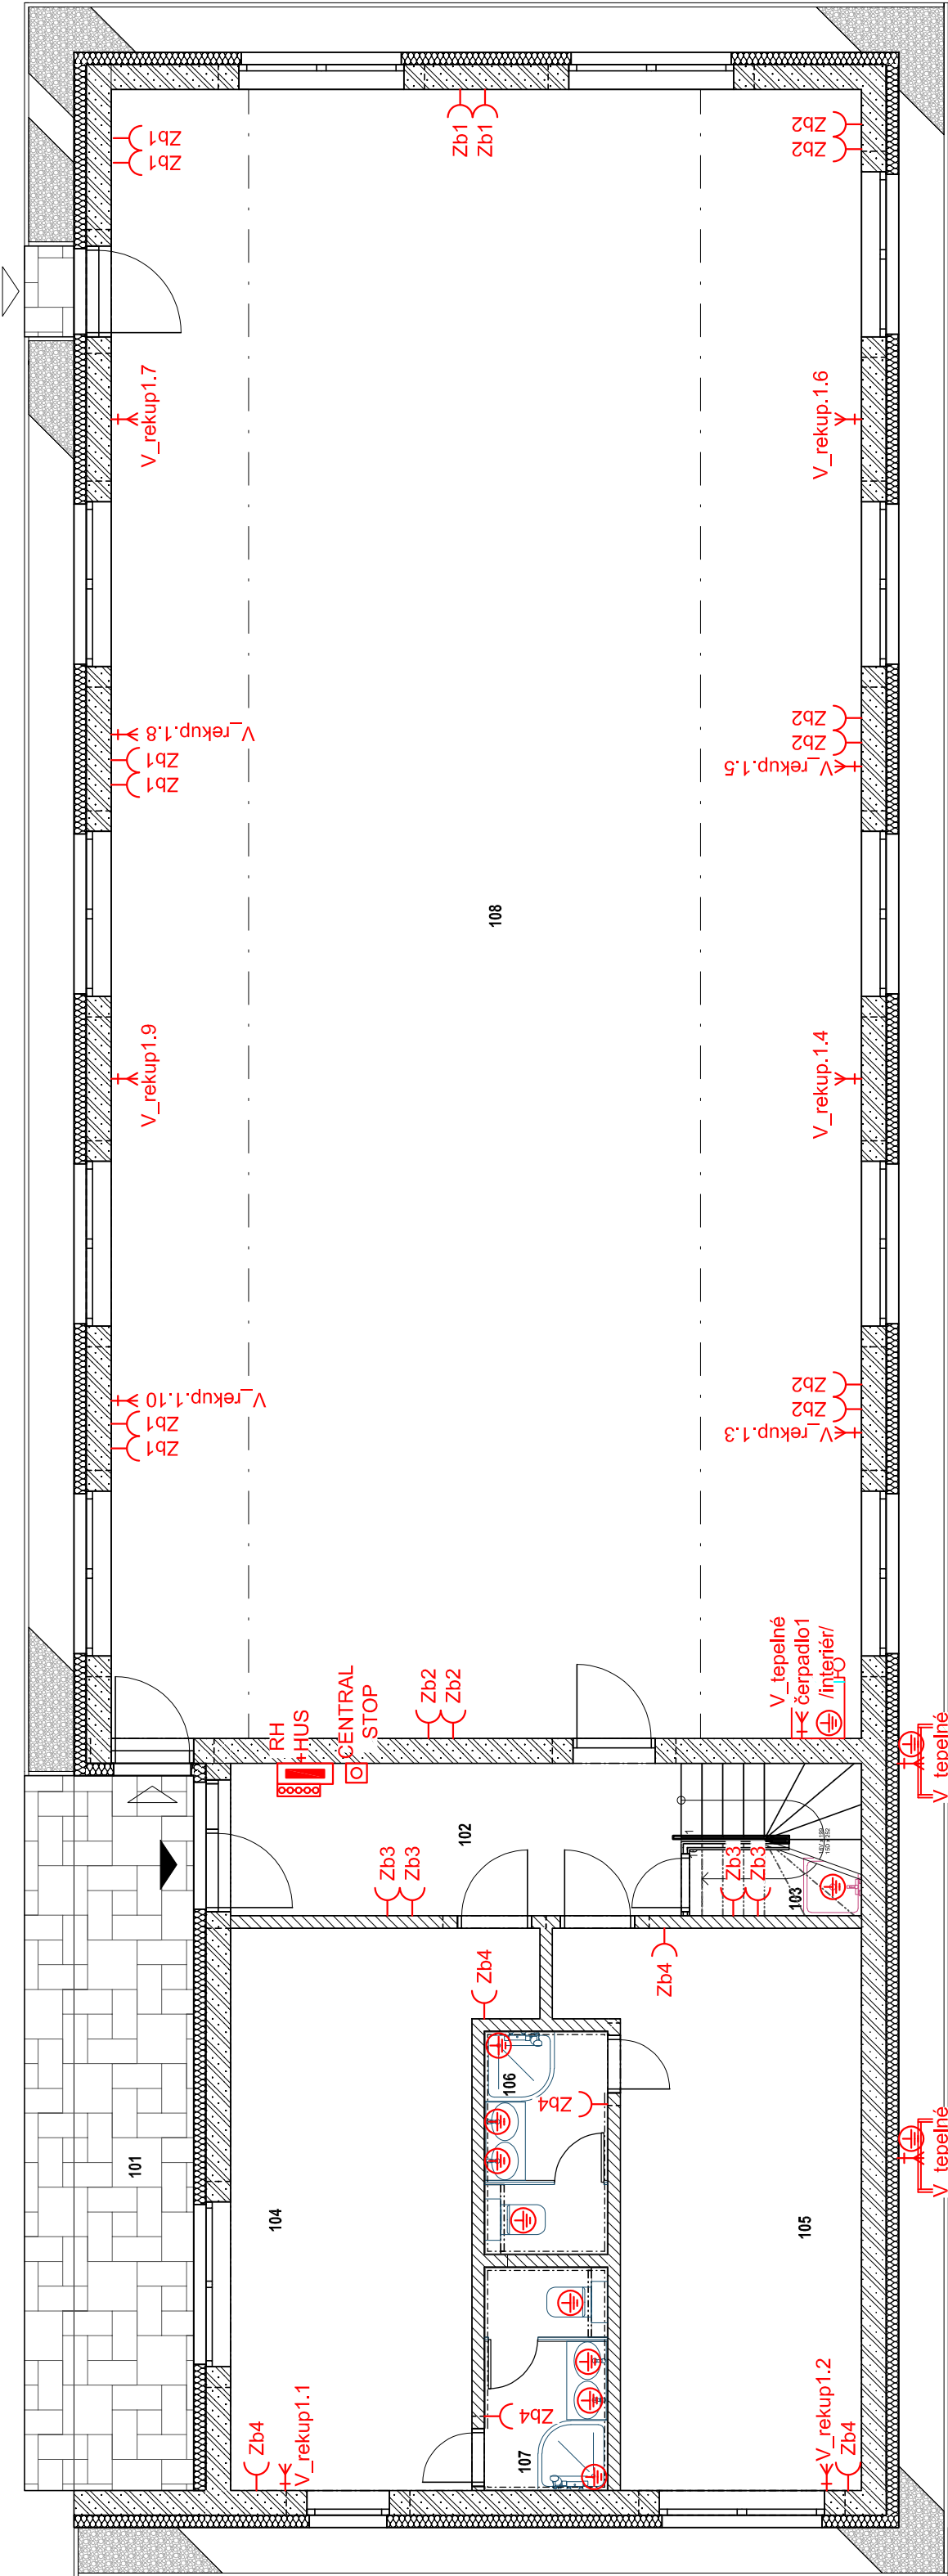 Zb1
Zb1
Zb1
Zb1
Zb2
Zb2
V_rekup1.7
V_rekup.1.6
V_rekup.1.8
Zb1
Zb1
Zb2
Zb2
V_rekup.1.5
108
V_rekup1.9
V_rekup.1.4
V_rekup.1.10
Zb1
Zb1
Zb2
Zb2
V_rekup.1.3
RH
+HUS
CENTRAL
STOP
Zb2
Zb2
V_tepelné
čerpadlo1
/interiér/
V_tepelné
102
Zb3
Zb3
Zb3
Zb3
103
Zb4
Zb4
101
104
106
Zb4
105
V_tepelné
107
Zb4
Zb4
V_rekup1.1
V_rekup1.2
Zb4